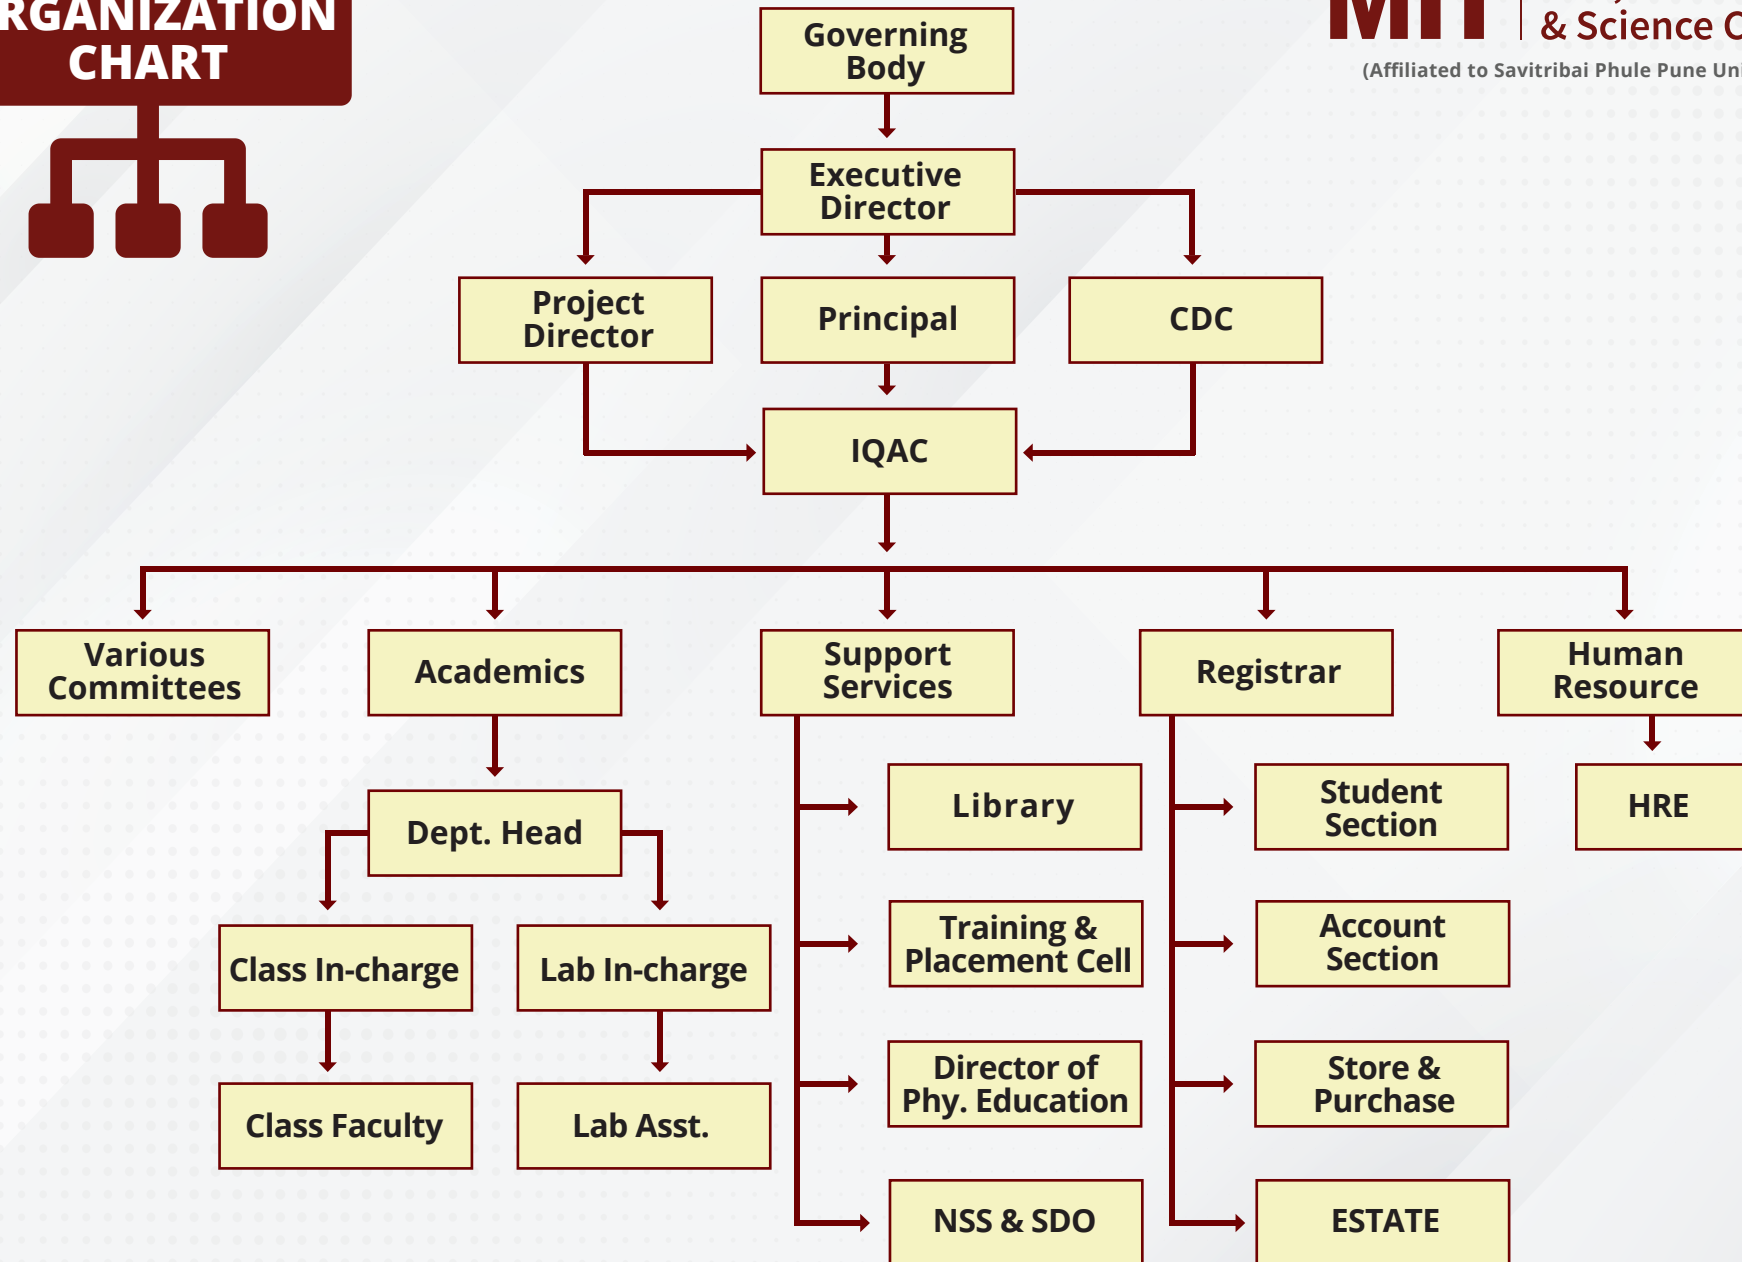 RGANIZATION
CHART
MIT
& Science
(Affiliated to Savitribai Phule Pune
Governing
Body
Executive
Director
Project
Director
Principal
CDC
IQAC
Various
Committees
Academics
Support
Services
Registrar
Human
Resource
Dept. Head
Library
Student
Section
HRE
Class In-charge
Lab In-charge
Training &
Placement Cell
Account
Section
Class Faculty
Lab Asst.
Director of
Phy. Education
Store &
Purchase
NSS & SDO
ESTATE